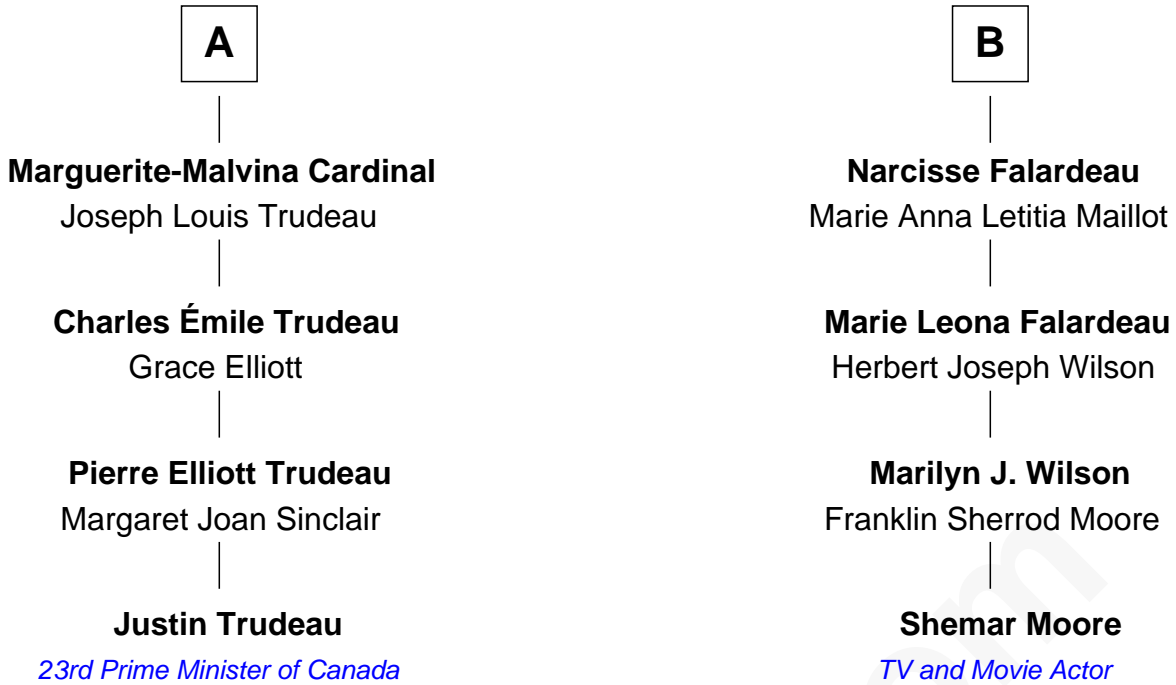 A
Marguerite-Malvina Cardinal
Joseph Louis Trudeau
Charles Émile Trudeau
Grace Elliott
Pierre Elliott Trudeau
Margaret Joan Sinclair
Justin Trudeau
23rd Prime Minister of Canada
B
Narcisse Falardeau
Marie Anna Letitia Maillot
Marie Leona Falardeau
Herbert Joseph Wilson
Marilyn J. Wilson
Franklin Sherrod Moore
Shemar Moore
TV and Movie Actor
om